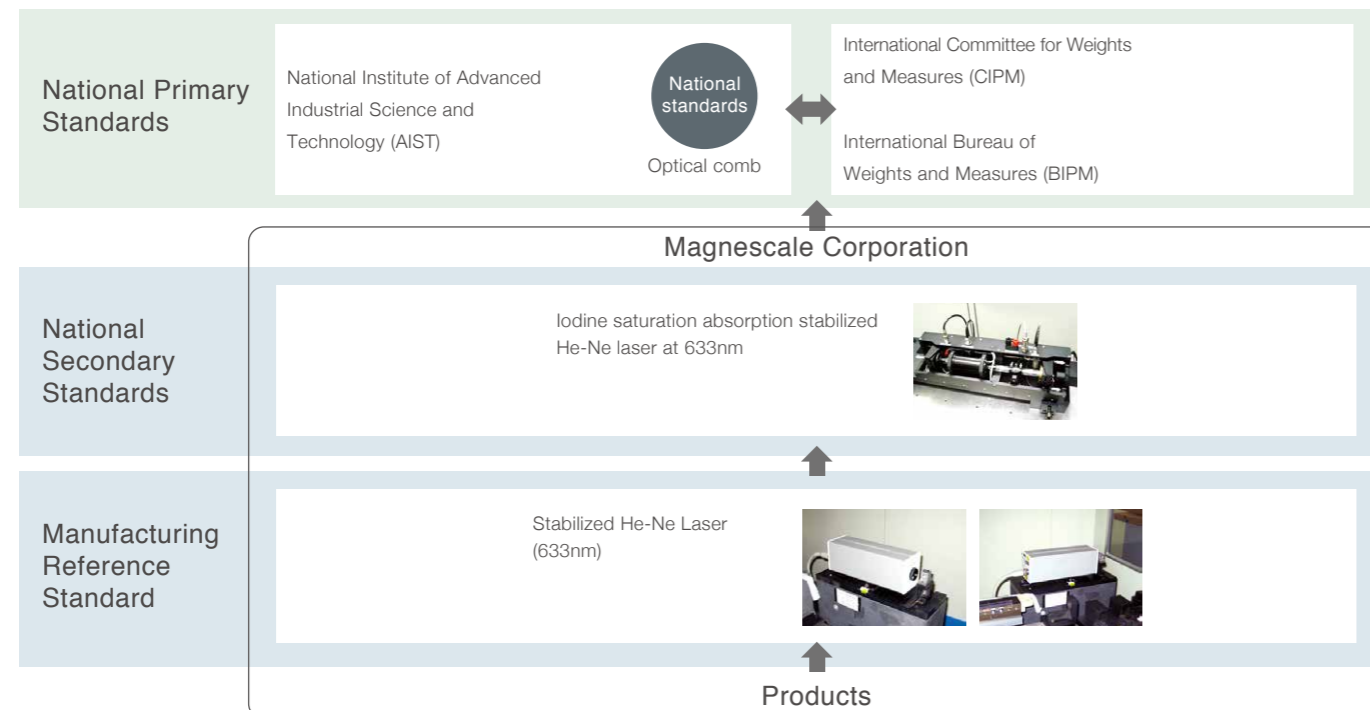 National Primary
Standards
National Institute of Advanced
Industrial Science and
Technology (AIST)
National
standards
Optical comb
International Committee for Weights
and Measures (CIPM)
International Bureau of
Weights and Measures (BIPM)
Magnescale Corporation
National
Secondary
Standards
Iodine saturation absorption stabilized
He-Ne laser at 633nm
Manufacturing
Reference
Standard
Stabilized He-Ne Laser
(633nm)
Products